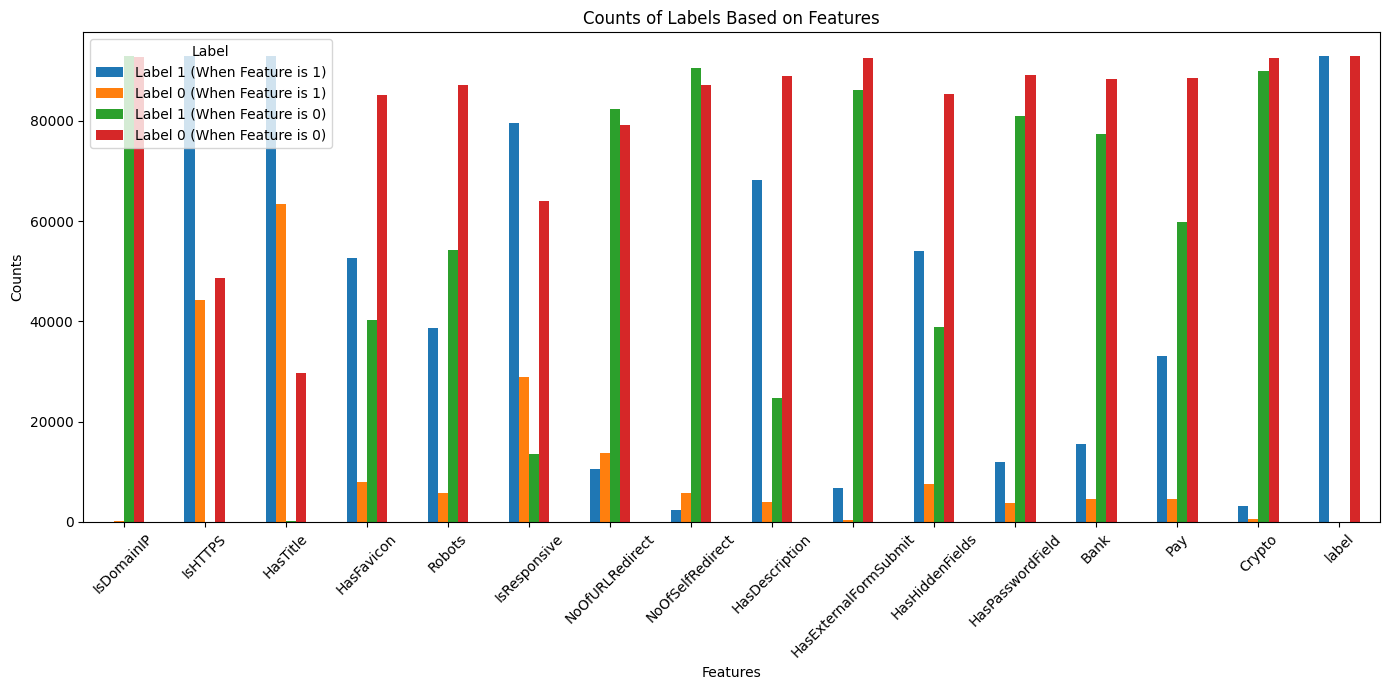 Counts of Labels Based on Features
Label
Label 1 (When Feature is 1)
Label 0 (When Feature is 1)
Label 1 (When Feature is 0)
Label 0 (When Feature is 0)
Counts
80000
60000
40000
20000
0
IsDomainIP
IsHTTPS
HasTitle
HasFavicon
Robots
IsResponsive
NoOfURLRedirect
NoOfSelfRedirect
HasDescription
HasExternalFormSubmit
HasHiddenFields
HasPasswordField
Bank
Pay
Crypto
label
Features